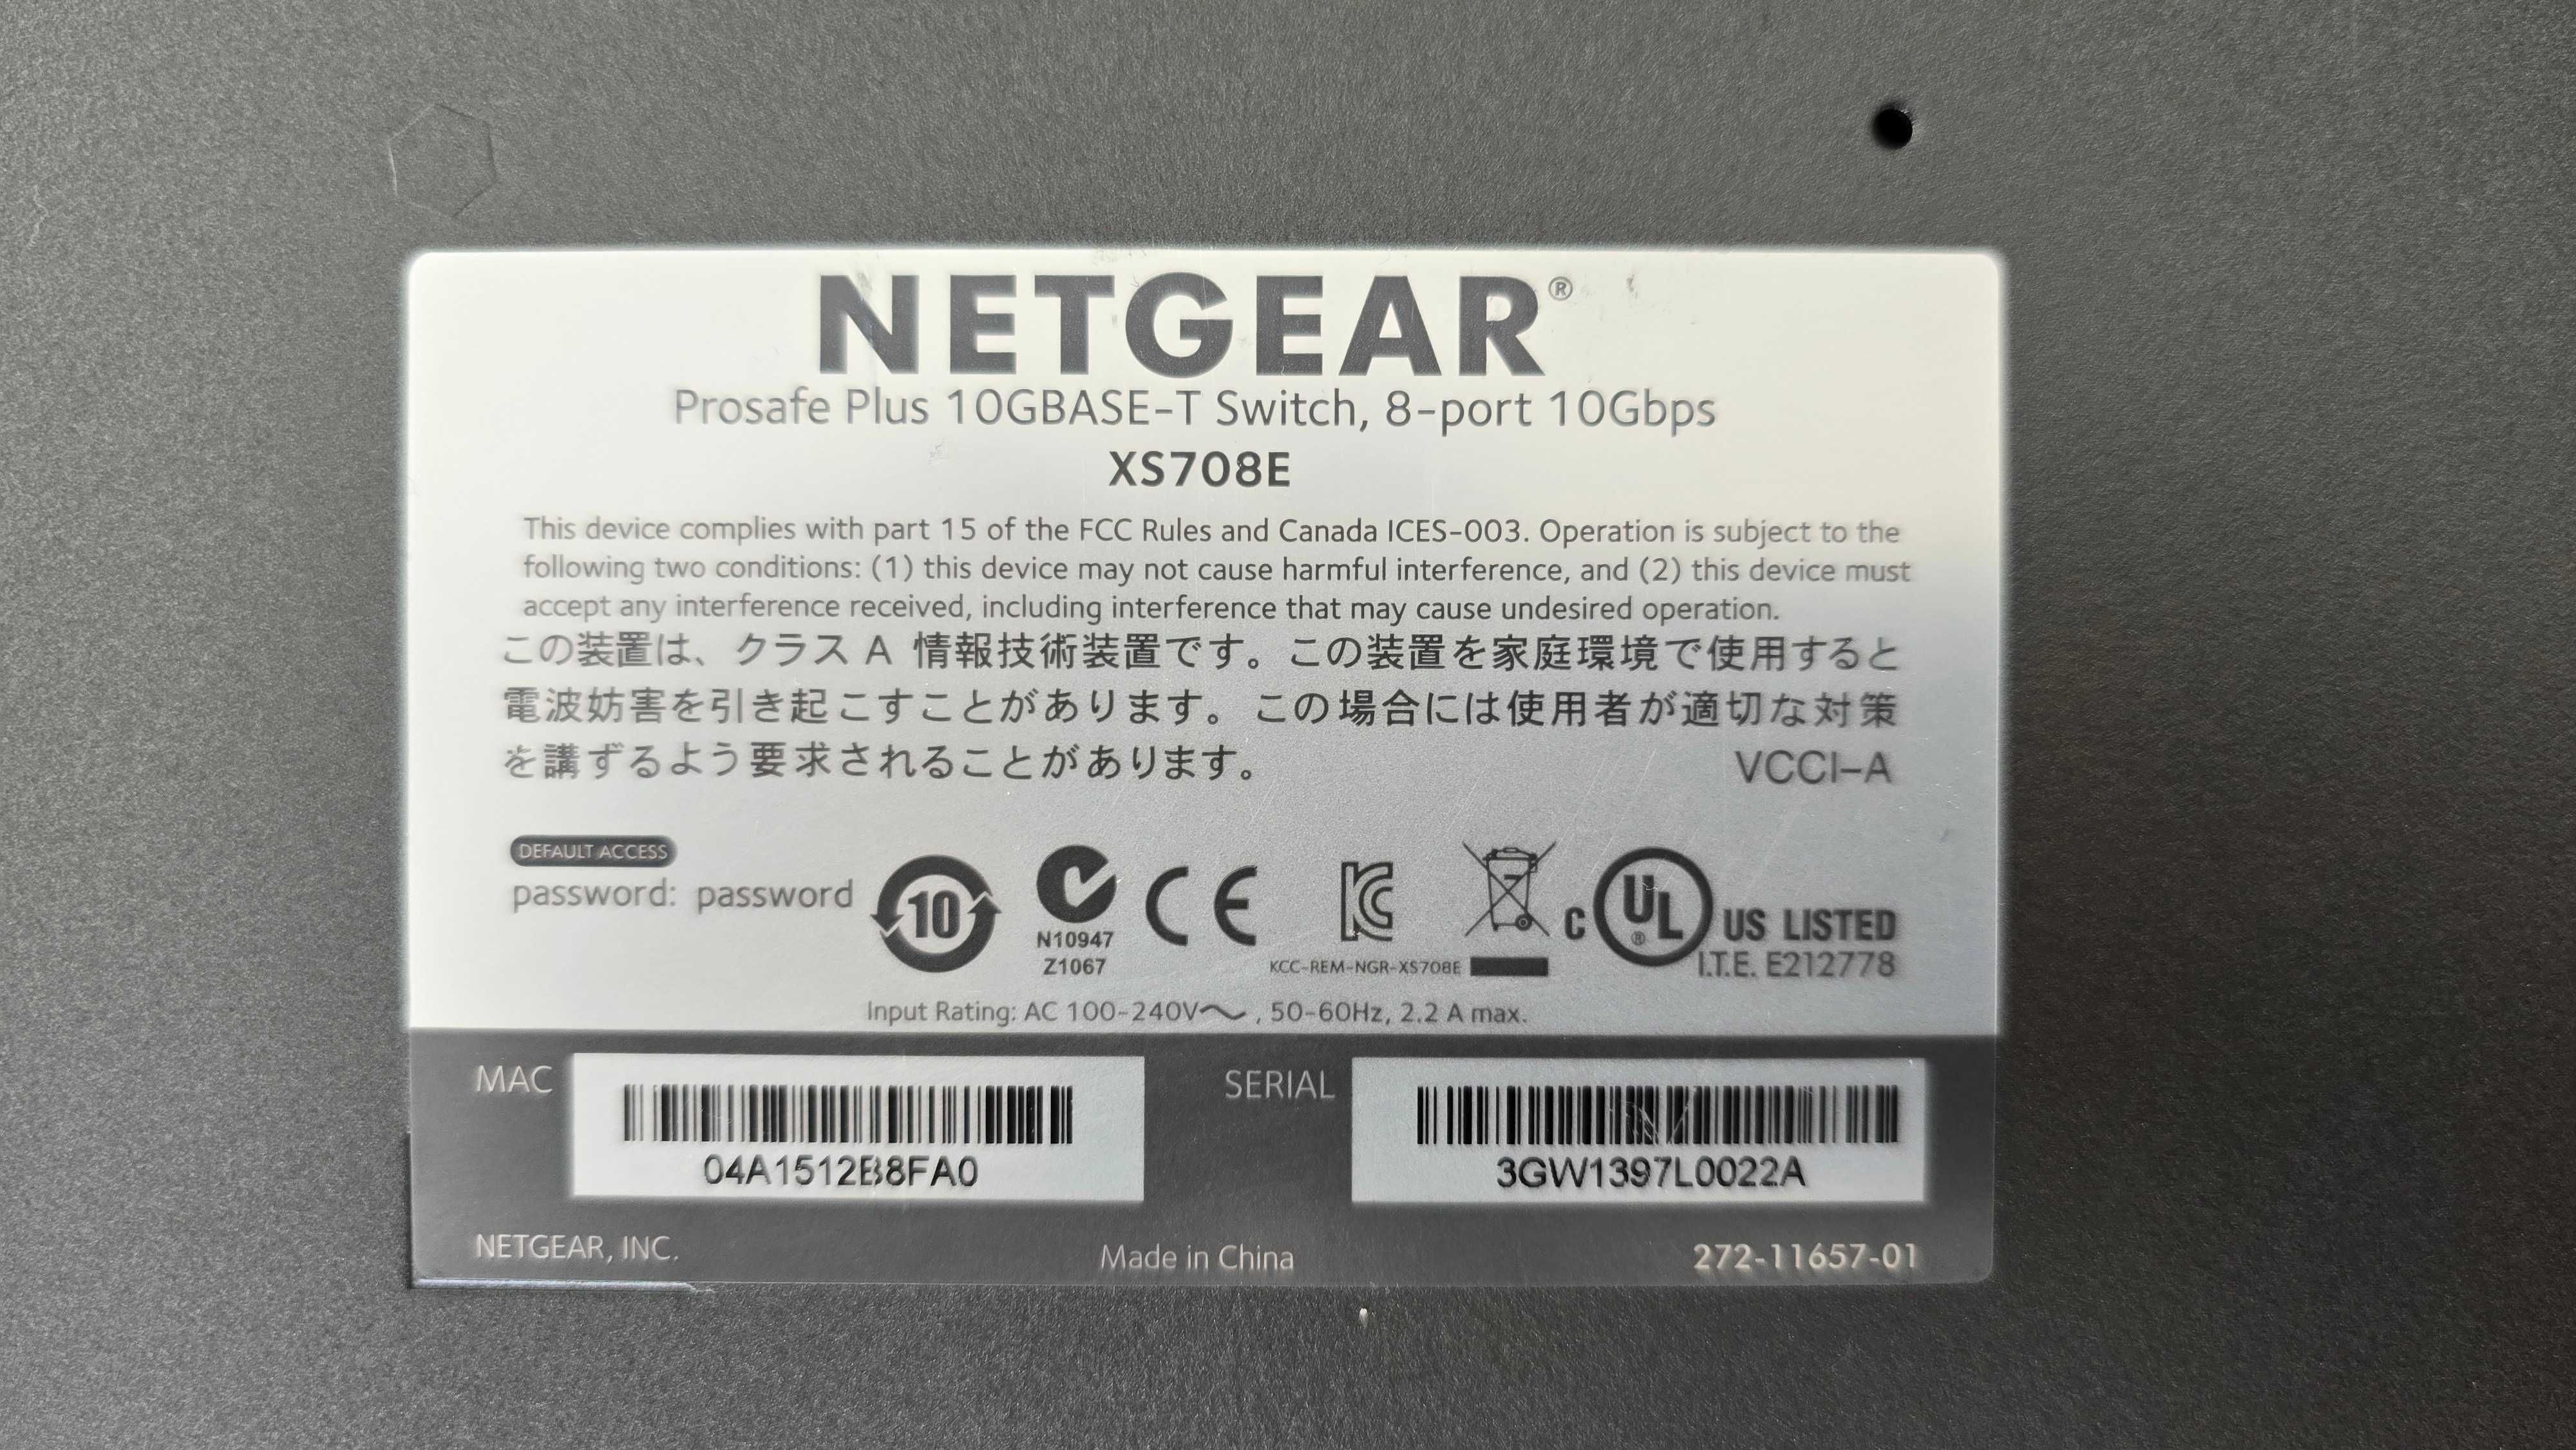 NETGEAR®
Prosafe Plus 10GBASE-T Switch, 8-port 10Gbps
XS708E
This device complies with part 15 of the FCC Rules and Canada ICES-003. Operation is subject to the
following two conditions: (1) this device may not cause harmful interference, and (2) this device must
accept any interference received, including interference that may cause undesired operation.
この装置は、クラス A 情報技術装置です。この装置を家庭環境で使用すると
電波妨害を引き起こすことがあります。この場合には使用者が適切な対策
を講ずるよう要求されることがあります。 VCCI-A
DEFAULT ACCESS
password: password
10
N10947
Z1067
CE
KC
KCC-REM-NGR-XS708E
C UL® US LISTED
I.T.E. E212778
Input Rating: AC 100-240V～, 50-60Hz, 2.2 A max.
MAC
04A1512B8FA0
SERIAL
3GW1397L0022A
NETGEAR, INC.
Made in China
272-11657-01